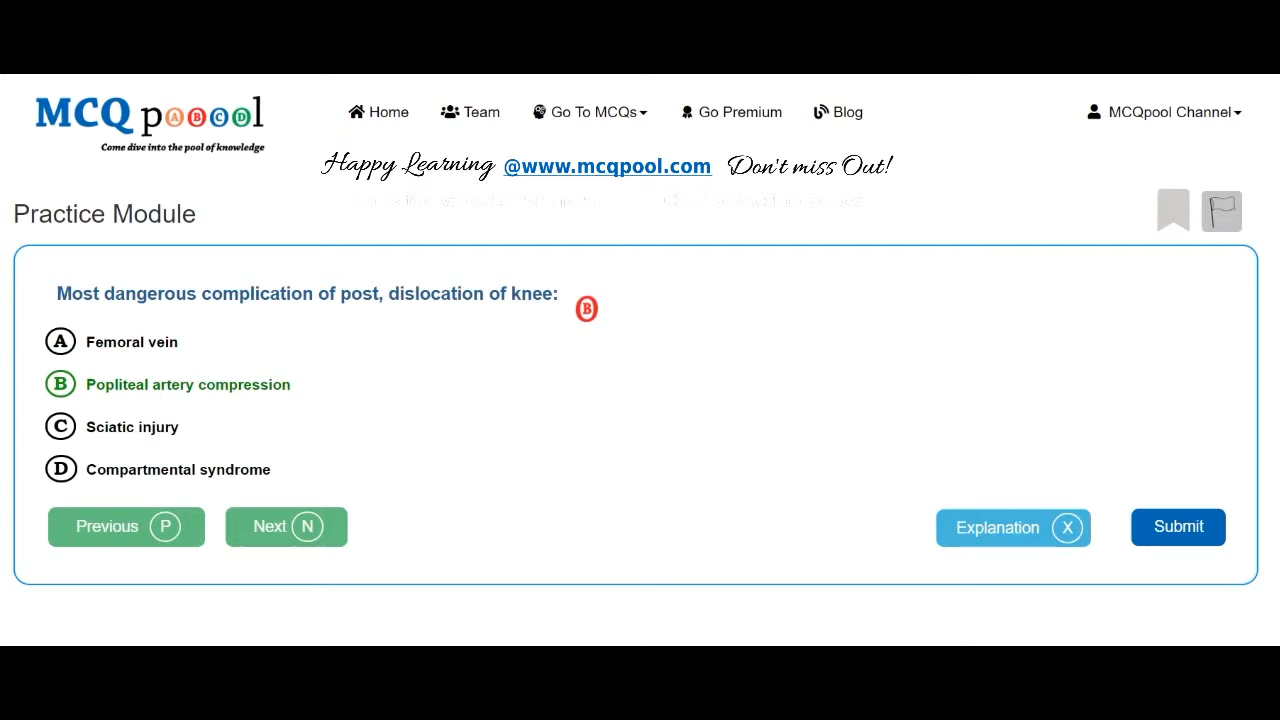 MCQ pABCDl
Come dive into the pool of knowledge
Home Team Go To MCQs Go Premium Blog MCQpool Channel
Happy Learning @www.mcqpool.com Don't miss Out!
Practice Module
Most dangerous complication of post, dislocation of knee:
B
A Femoral vein
B Popliteal artery compression
C Sciatic injury
D Compartmental syndrome
Previous P Next N Explanation X Submit